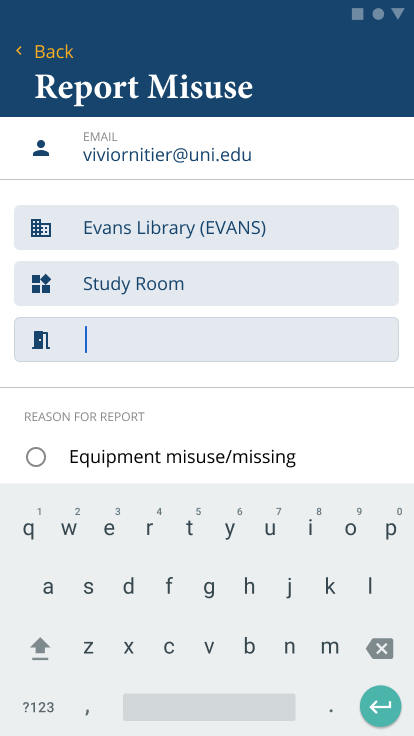 Back
Report Misuse
EMAIL
viviornitier@uni.edu
Evans Library (EVANS)
Study Room
REASON FOR REPORT
Equipment misuse/missing
1 2 3 4 5 6 7 8 9 0
q w e r t y u i o p
a s d f g h j k l
z x c v b n m
?123 , .